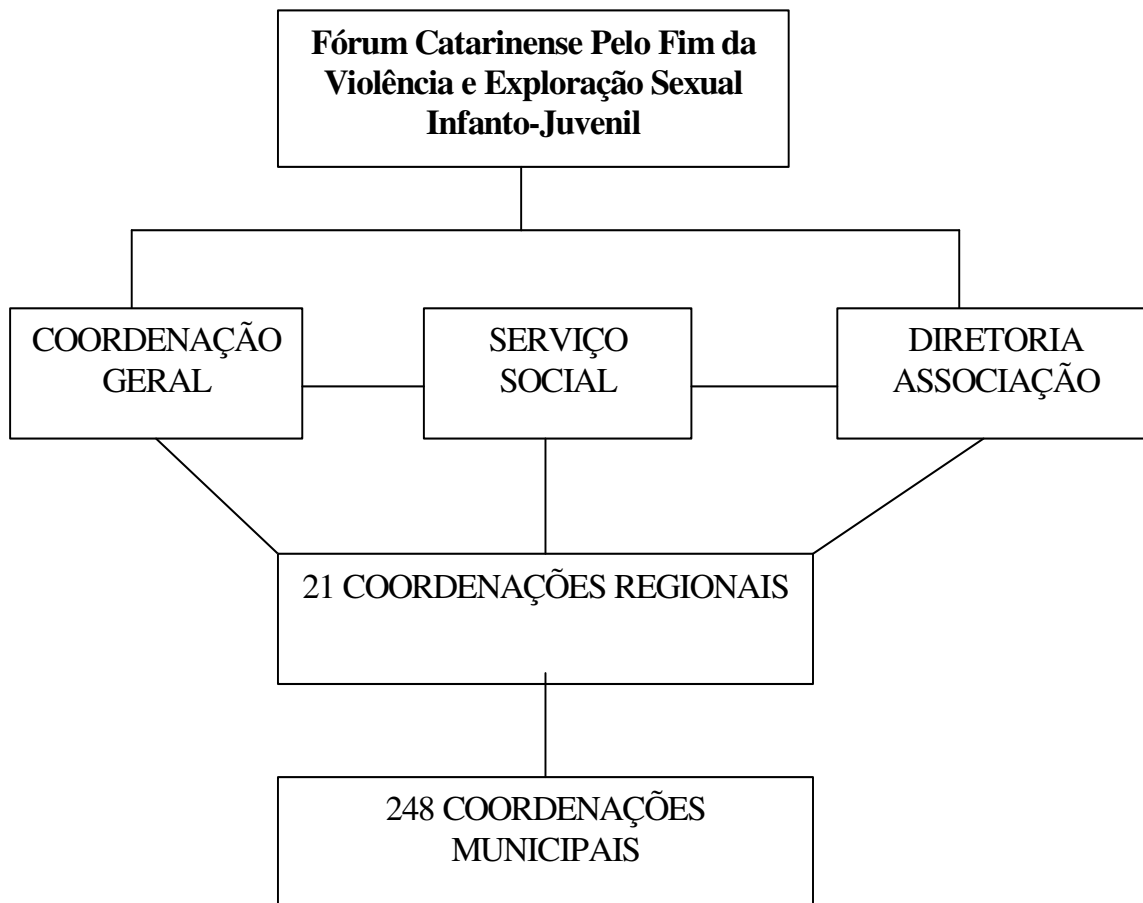 Fórum Catarinense Pelo Fim da
Violência e Exploração Sexual
Infanto-Juvenil
COORDENAÇÃO
GERAL
SERVIÇO
SOCIAL
DIRETORIA
ASSOCIAÇÃO
21 COORDENAÇÕES REGIONAIS
248 COORDENAÇÕES
MUNICIPAIS